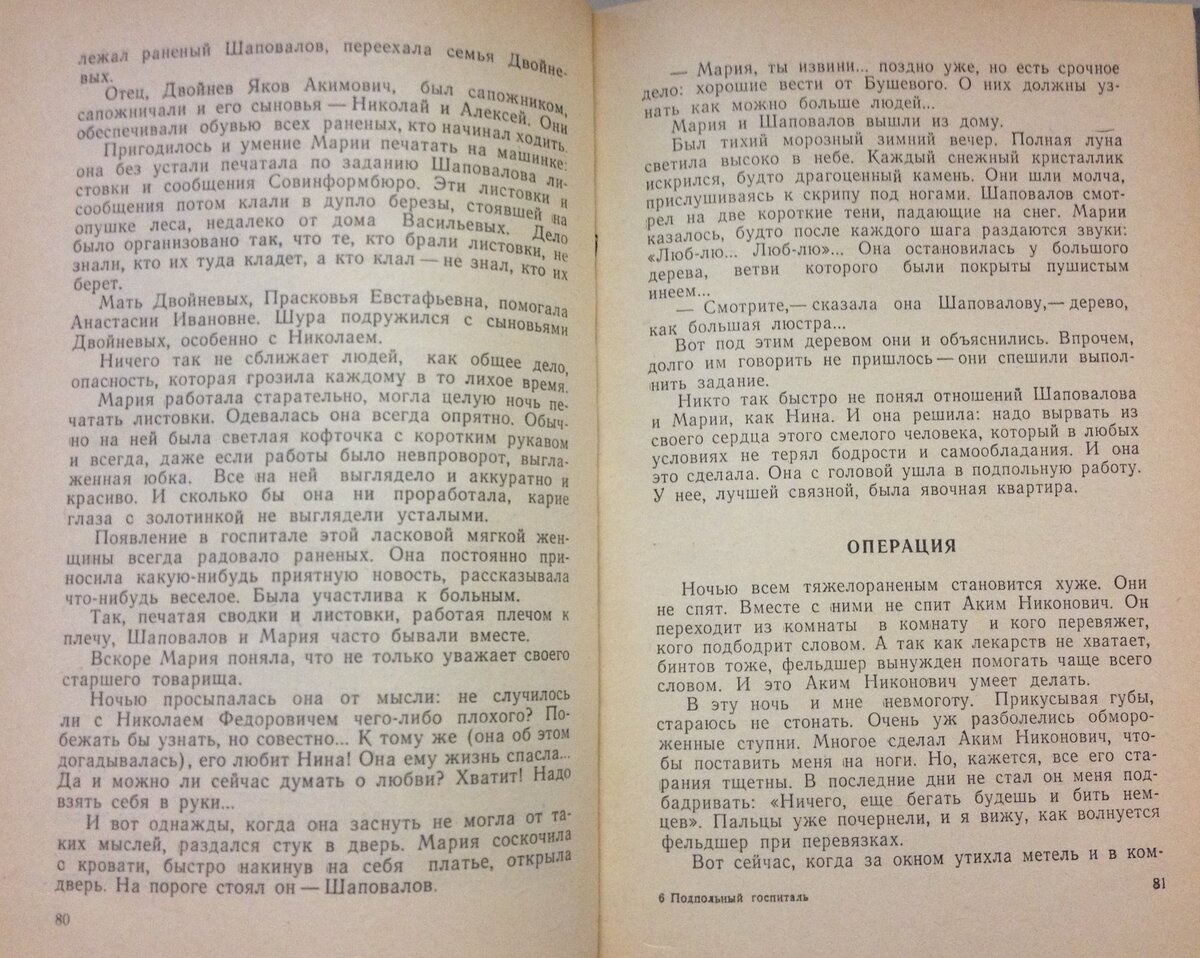 лежал раненый Шаповалов, переехала семья Двойне-
вых.
Отец, Двойнев Яков Акимович, был сапожником,
сапожничали и его сыновья — Николай и Алексей. Они
обеспечивали обувью всех раненых, кто начинал ходить.
Пригодилось и умение Марии печатать на машинке:
она без устали печатала по заданию Шаповалова ли-
стовки и сообщения Совинформбюро. Эти листовки и
сообщения потом клали в дупло березы, стоявшей на
опушке леса, недалеко от дома Васильевых. Дело
было организовано так, что те, кто брали листовки, не
знали, кто их туда кладет, а кто клал — не знал, кто их
берет.
Мать Двойневых, Прасковья Евстафьевна, помогала
Анастасии Ивановне. Шура подружился с сыновьями
Двойневых, особенно с Николаем.
Ничего так не сближает людей, как общее дело,
опасность, которая грозила каждому в то лихое время.
Мария работала старательно, могла целую ночь пе-
чатать листовки. Одевалась она всегда опрятно. Обыч-
но на ней была светлая кофточка с коротким рукавом
и всегда, даже если работы было невпроворот, выгла-
женная юбка. Все на ней выглядело и аккуратно и
красиво. И сколько бы она ни проработала, карие
глаза с золотинкой не выглядели усталыми.
Появление в госпитале этой ласковой мягкой жен-
щины всегда радовало раненых. Она постоянно при-
носила какую-нибудь приятную новость, рассказывала
что-нибудь веселое. Была участлива к больным.
Так, печатая сводки и листовки, работая плечом к
плечу, Шаповалов и Мария часто бывали вместе.
Вскоре Мария поняла, что не только уважает своего
старшего товарища.
Ночью просыпалась она от мысли: не случилось
ли с Николаем Федоровичем чего-либо плохого? По-
бежать бы узнать, но совестно... К тому же (она об этом
догадывалась), его любит Нина! Она ему жизнь спасла...
Да и можно ли сейчас думать о любви? Хватит! Надо
взять себя в руки...
И вот однажды, когда она заснуть не могла от та-
ких мыслей, раздался стук в дверь. Мария соскочила
с кровати, быстро накинув на себя платье, открыла
дверь. На пороге стоял он — Шаповалов.
80
— Мария, ты извини... поздно уже, но есть срочное
дело: хорошие вести от Бушевого. О них должны уз-
нать как можно больше людей...
Мария и Шаповалов вышли из дому.
Был тихий морозный зимний вечер. Полная луна
светила высоко в небе. Каждый снежный кристаллик
искрился, будто драгоценный камень. Они шли молча,
прислушиваясь к скрипу под ногами. Шаповалов смот-
рел на две короткие тени, падающие на снег. Марии
казалось, будто после каждого шага раздаются звуки:
«Люб-лю... Люб-лю»... Она остановилась у большого
дерева, ветви которого были покрыты пушистым
инеем...
— Смотрите,— сказала она Шаповалову,— дерево,
как большая люстра...
Вот под этим деревом они и объяснились. Впрочем,
долго им говорить не пришлось — они спешили выпол-
нить задание.
Никто так быстро не понял отношений Шаповалова
и Марии, как Нина. И она решила: надо вырвать из
своего сердца этого смелого человека, который в любых
условиях не терял бодрости и самообладания. И она
это сделала. Она с головой ушла в подпольную работу.
У нее, лучшей связной, была явочная квартира.
ОПЕРАЦИЯ
Ночью всем тяжелораненым становится хуже. Они
не спят. Вместе с ними не спит Аким Никонович. Он
переходит из комнаты в комнату и кого перевяжет,
кого подбодрит словом. А так как лекарств не хватает,
бинтов тоже, фельдшер вынужден помогать чаще всего
словом. И это Аким Никонович умеет делать.
В эту ночь и мне невмоготу. Прикусывая губы,
стараюсь не стонать. Очень уж разболелись обморо-
женные ступни. Многое сделал Аким Никонович, что-
бы поставить меня на ноги. Но, кажется, все его ста-
рания тщетны. В последние дни не стал он меня под-
бадривать: «Ничего, еще бегать будешь и бить нем-
цев». Пальцы уже почернели, и я вижу, как волнуется
фельдшер при перевязках.
Вот сейчас, когда за окном утихла метель и в ком-
6 Подпольный госпиталь
81